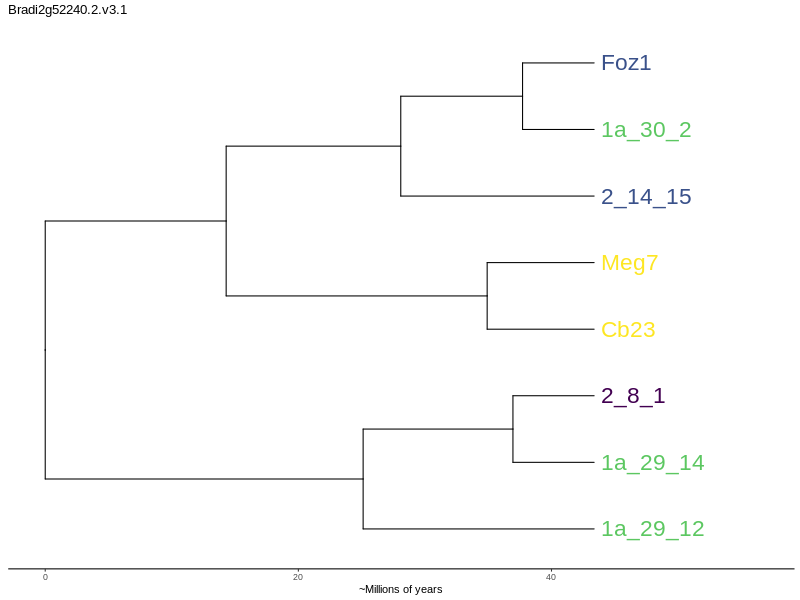 Bradi2g52240.2.v3.1
Foz1
1a_30_2
2_14_15
Meg7
Cb23
2_8_1
1a_29_14
1a_29_12
0 20 40
~Millions of years